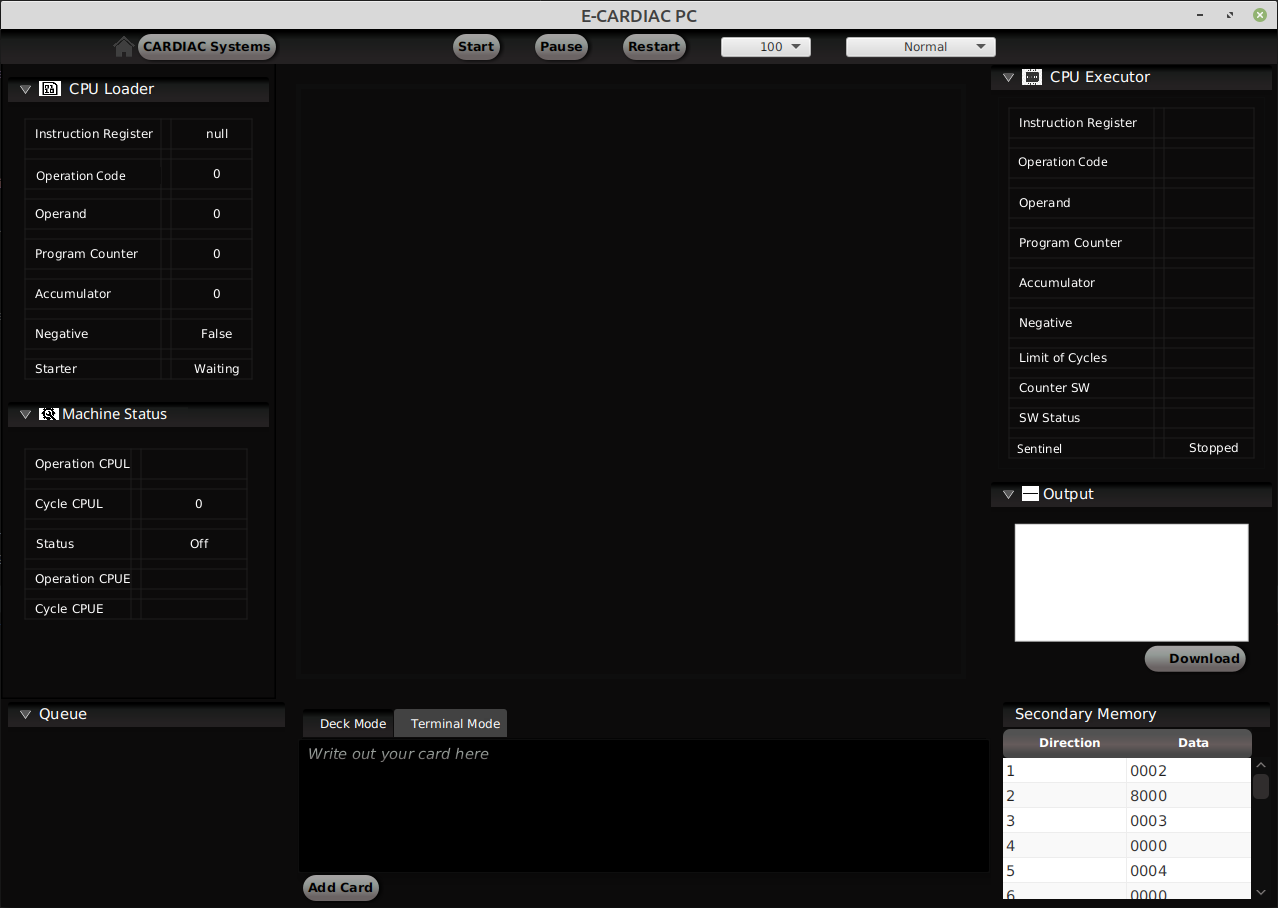 E-CARDIAC PC
CARDIAC Systems
Start
Pause
Restart
100
Normal
CPU Loader
Instruction Register null
Operation Code 0
Operand 0
Program Counter 0
Accumulator 0
Negative False
Starter Waiting
Machine Status
Operation CPUL
Cycle CPUL 0
Status Off
Operation CPUE
Cycle CPUE
Queue
Deck Mode
Terminal Mode
Write out your card here
Add Card
CPU Executor
Instruction Register
Operation Code
Operand
Program Counter
Accumulator
Negative
Limit of Cycles
Counter SW
SW Status
Sentinel Stopped
Output
Download
Secondary Memory
Direction Data
1 0002
2 8000
3 0003
4 0000
5 0004
6 0000